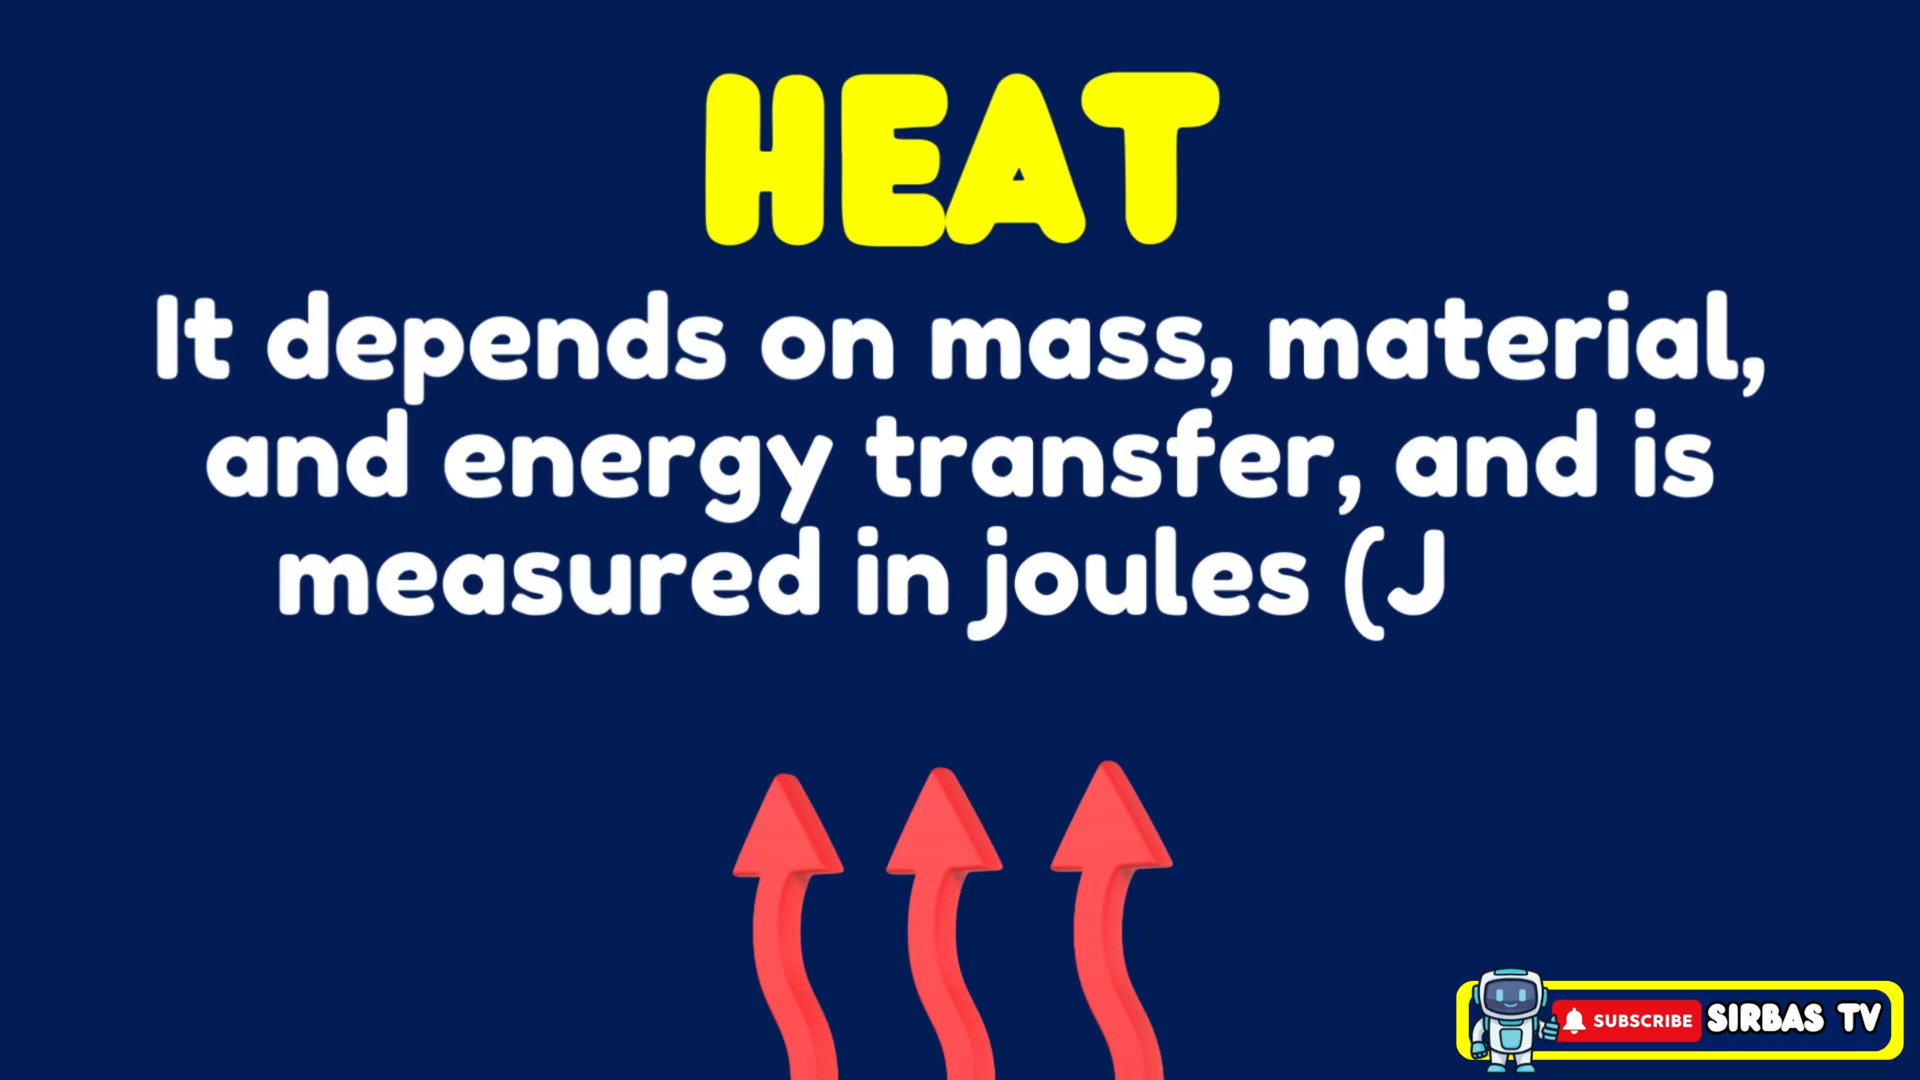 HEAT
It depends on mass, material,
and energy transfer, and is
measured in joules (J
SUBSCRIBE SIRBAS TV